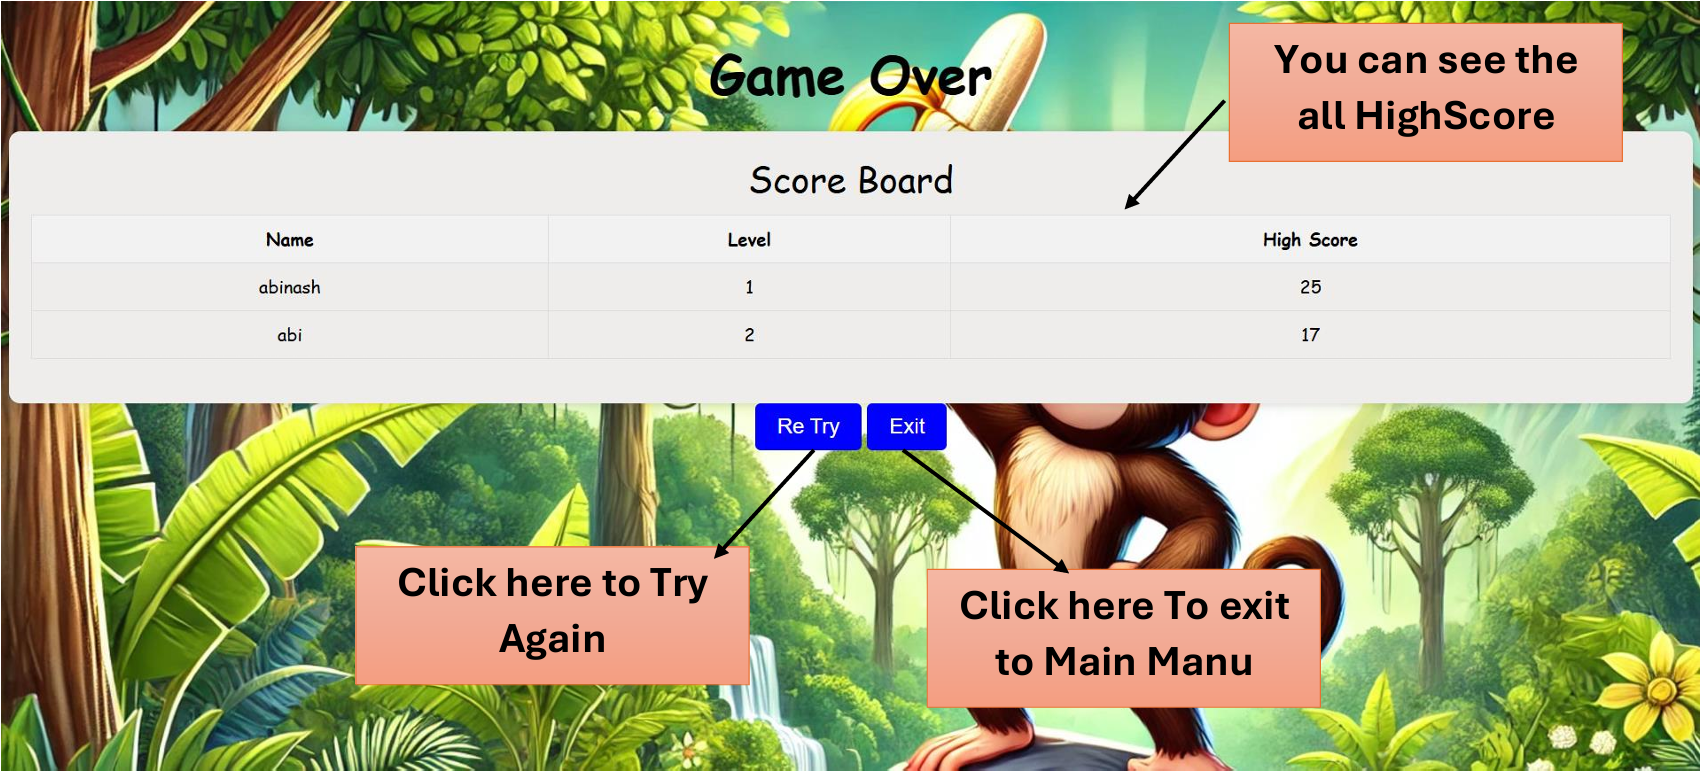 Game Over
You can see the
all HighScore
Score Board
Name Level High Score
abinash 1 25
abi 2 17
Re Try Exit
Click here to Try
Again
Click here To exit
to Main Manu